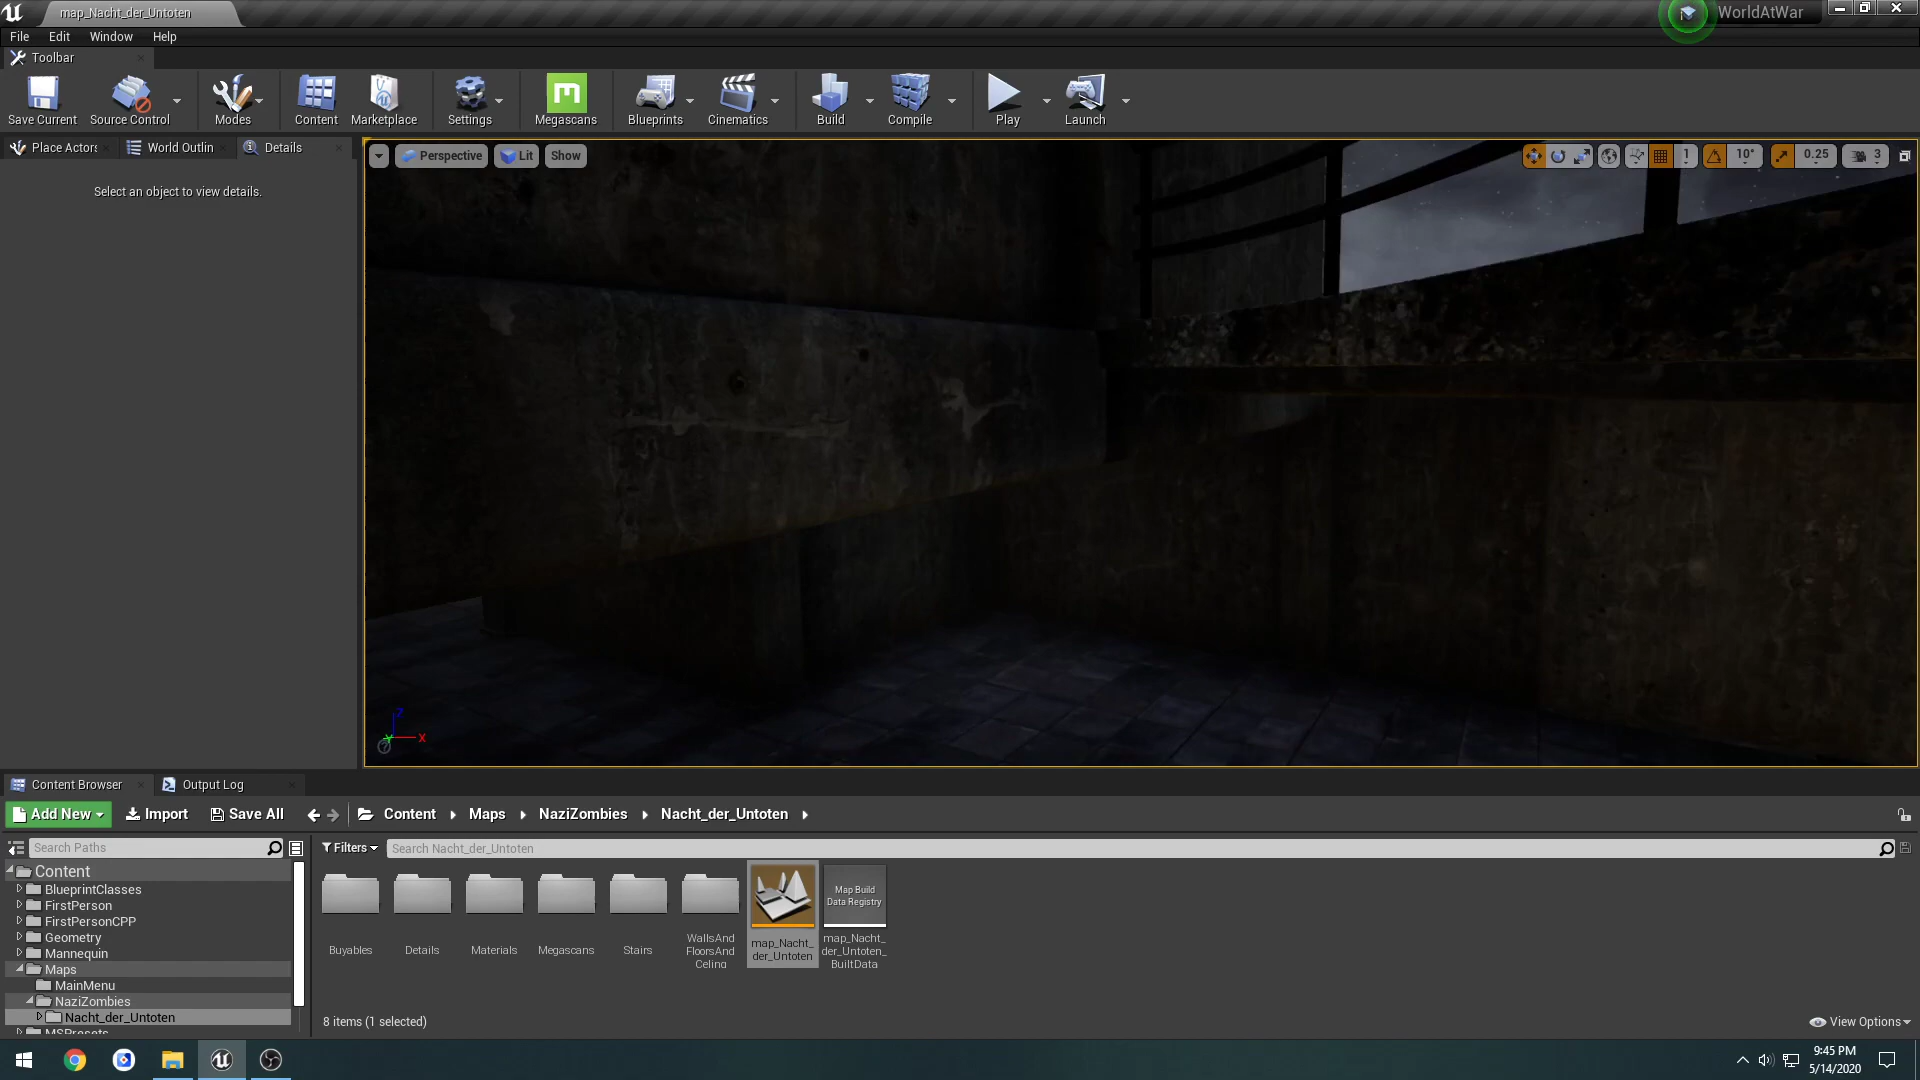 map_Nacht_der_Untoten
WorldAtWar
File Edit Window Help
Toolbar
Save Current Source Control Modes Content Marketplace Settings Megascans Blueprints Cinematics Build Compile Play Launch
Place Actors World Outlin Details
Select an object to view details.
Perspective Lit Show
1 10° 0.25 3
Z
Y X
Content Browser Output Log
Add New Import Save All Content Maps NaziZombies Nacht_der_Untoten
Search Paths
Filters Search Nacht_der_Untoten
Content
BlueprintClasses
FirstPerson
FirstPersonCPP
Geometry
Mannequin
Maps
MainMenu
NaziZombies
Nacht_der_Untoten
MSPresets
Buyables
Details
Materials
Megascans
Stairs
WallsAnd
FloorsAnd
Celing
map_Nacht_
der_Untoten
Map Build
Data Registry
map_Nacht_
der_Untoten_
BuiltData
8 items (1 selected)
View Options
9:45 PM
5/14/2020